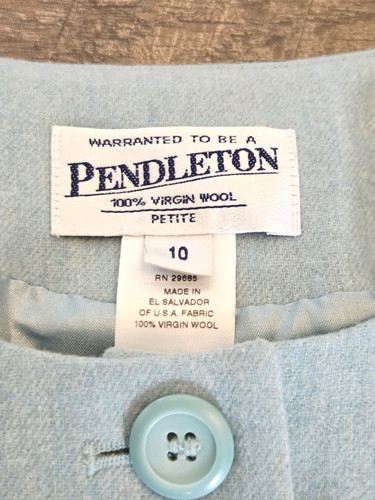 WARRANTED TO BE A
PENDLETON
100% VIRGIN WOOL
PETITE
10
RN 29685
MADE IN
EL SALVADOR
OF U.S.A. FABRIC
100% VIRGIN WOOL